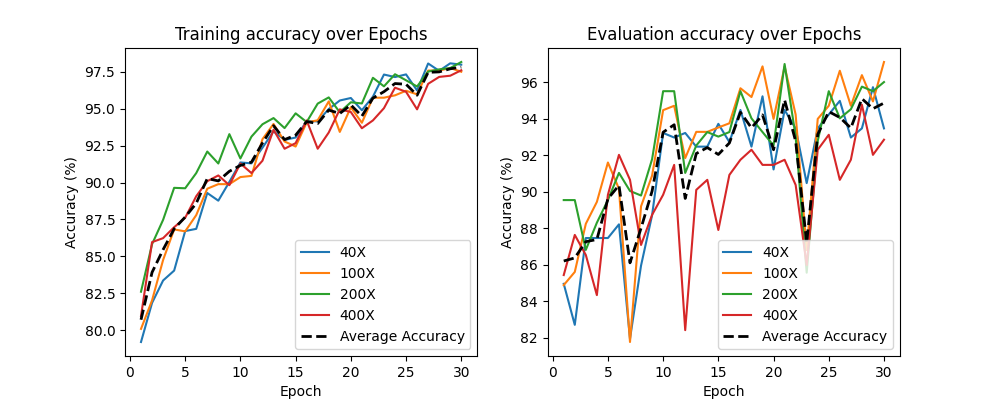 Training accuracy over Epochs
Accuracy (%)
97.5
95.0
92.5
90.0
87.5
85.0
82.5
80.0
0 5 10 15 20 25 30
Epoch
40X
100X
200X
400X
Average Accuracy
Evaluation accuracy over Epochs
Accuracy (%)
96
94
92
90
88
86
84
82
0 5 10 15 20 25 30
Epoch
40X
100X
200X
400X
Average Accuracy